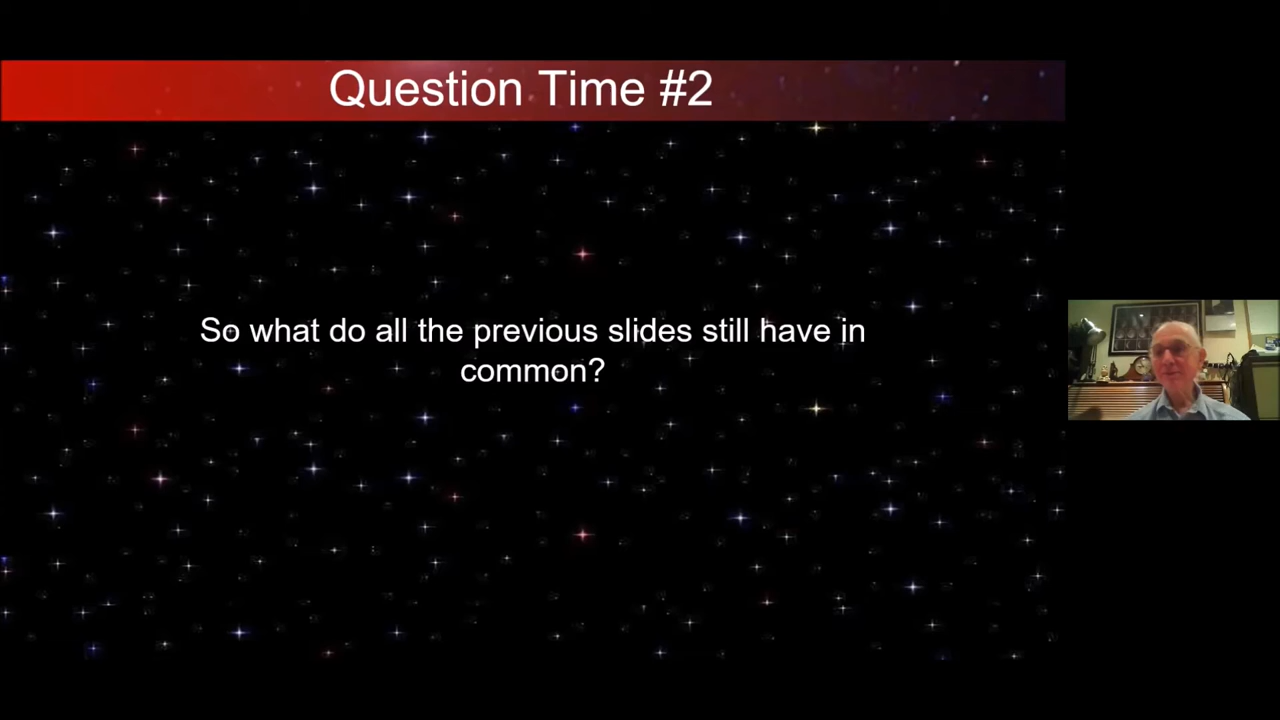 Question Time #2
So what do all the previous slides still have in
common?